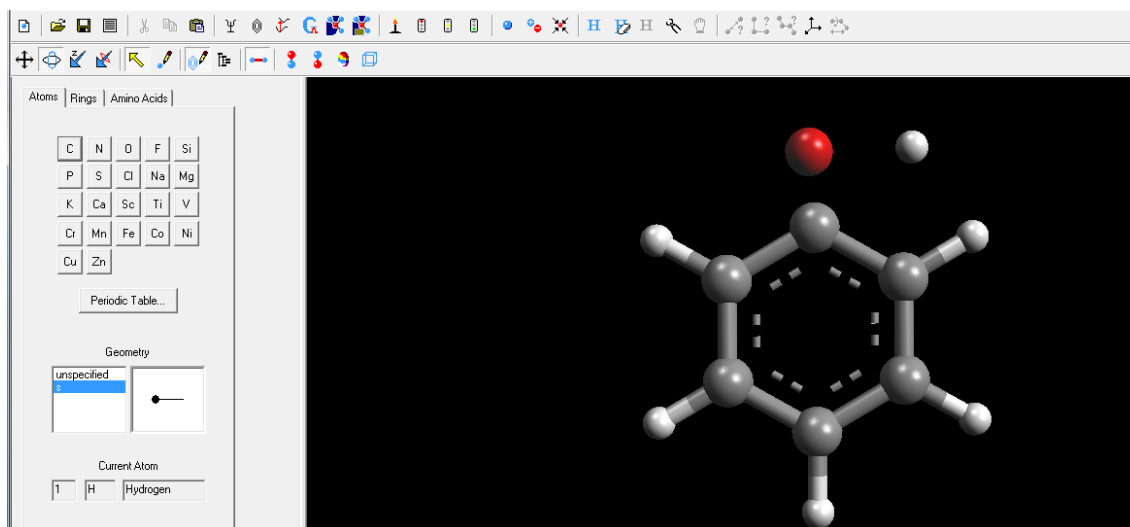 Z
H H H
Atoms Rings Amino Acids
C N O F Si
P S Cl Na Mg
K Ca Sc Ti V
Cr Mn Fe Co Ni
Cu Zn
Periodic Table...
Geometry
unspecified
s
Current Atom
1 H Hydrogen